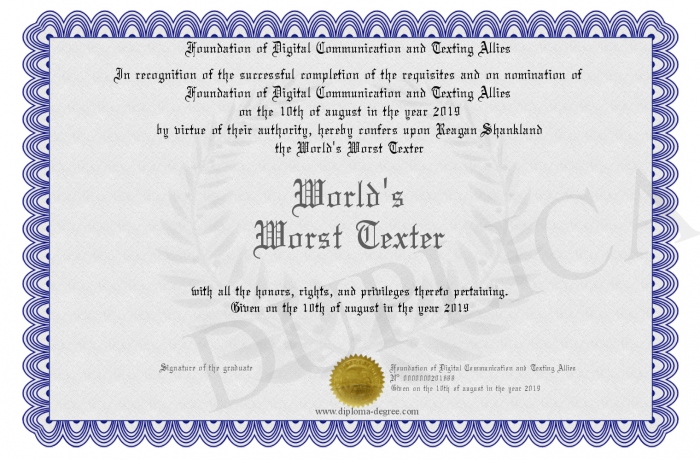 Foundation of Digital Communication and Texting Allies
In recognition of the successful completion of the requisites and on nomination of
Foundation of Digital Communication and Texting Allies
on the 10th of august in the year 2019
by virtue of their authority, hereby confers upon Reagan Shankland
the World's Worst Texter
World's
Worst Texter
with all the honors, rights, and privileges thereto pertaining.
Given on the 10th of august in the year 2019
DUPLICA
Signature of the graduate
Foundation of Digital Communication and Texting Allies
Given on the 10th of august in the year 2019
www.diploma-degree.com